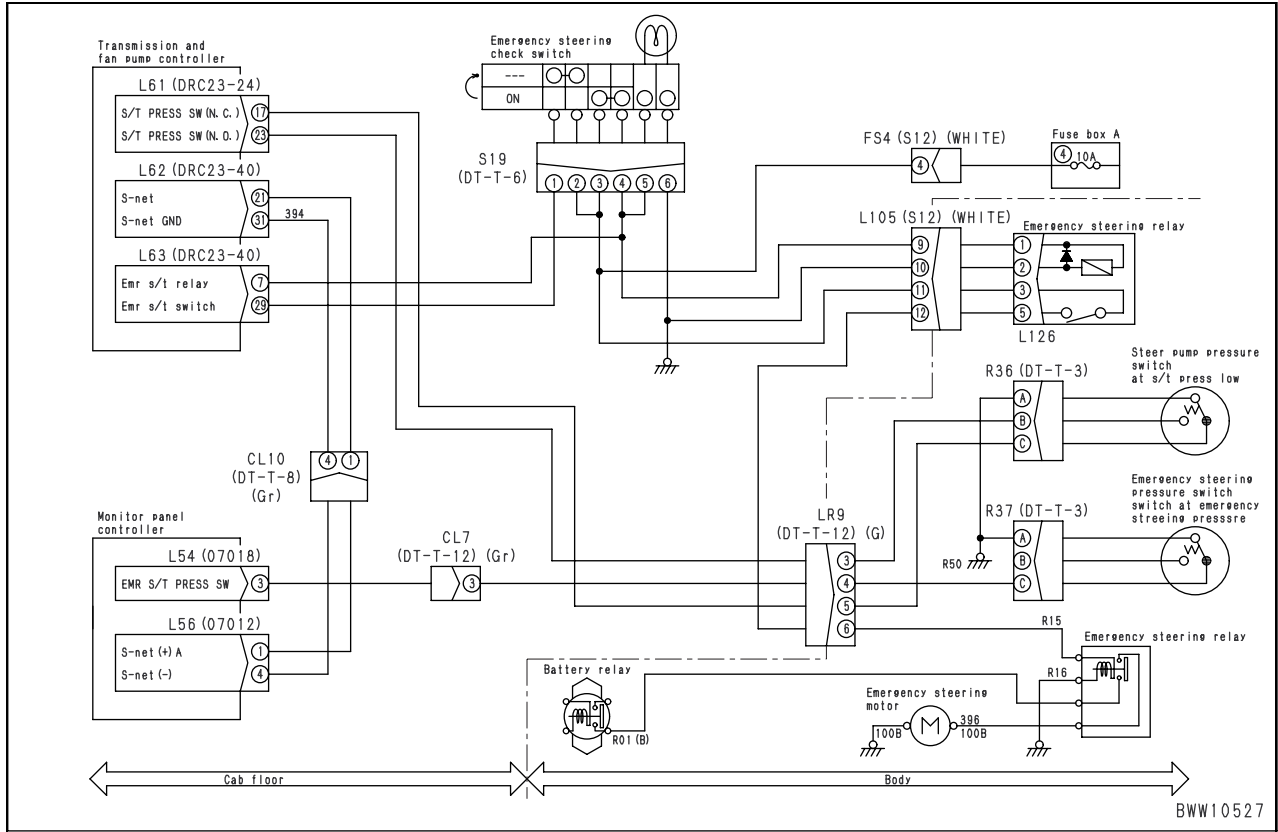 Transmission and
fan pump controller
L61 (DRC23-24)
S/T PRESS SW(N.C.) 17
S/T PRESS SW(N.O.) 23
L62 (DRC23-40)
S-net 21
S-net GND 31 394
L63 (DRC23-40)
Emr s/t relay 7
Emr s/t switch 29
Emergency steering
check switch
---
ON
S19
(DT-T-6)
1 2 3 4 5 6
FS4 (S12) (WHITE)
4
Fuse box A
4 10A
L105 (S12) (WHITE)
9
10
11
12
Emergency steering relay
1
2
3
5
L126
Steer pump pressure
switch
at s/t press low
R36 (DT-T-3)
A
B
C
Emergency steering
pressure switch
switch at emergency
streeing presssre
R37 (DT-T-3)
A
B
C
R50
CL10
(DT-T-8)
(Gr)
4 1
Monitor panel
controller
L54 (07018)
EMR S/T PRESS SW 3
L56 (07012)
S-net (+) A 1
S-net (-) 4
CL7
(DT-T-12) (Gr)
3
LR9
(DT-T-12) (G)
3
4
5
6
R15
Emergency steering relay
R16
Battery relay
R01 (B)
Emergency steering
motor
M
100B
396
100B
Cab floor
Body
BWW10527